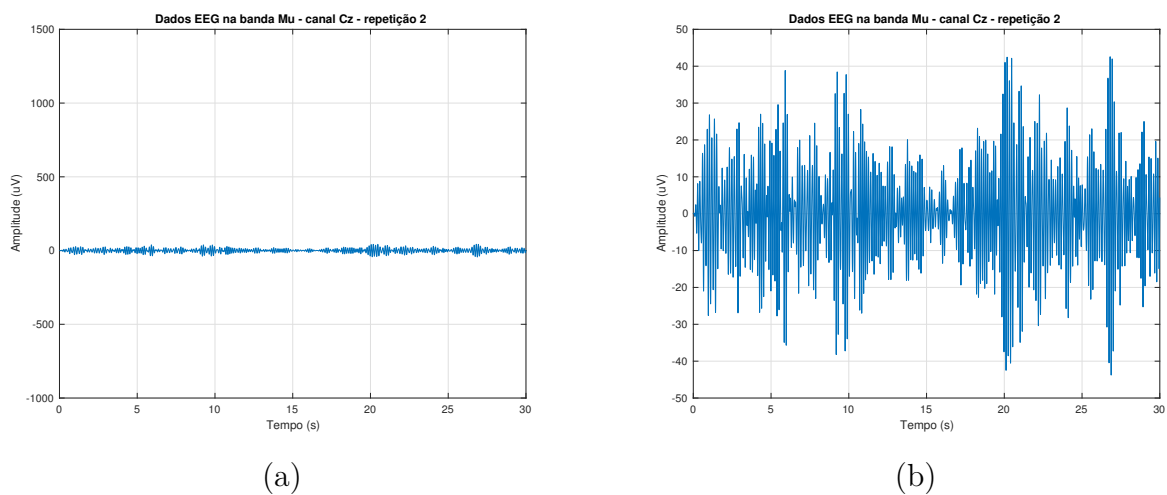 Dados EEG na banda Mu - canal Cz - repetição 2
1500
1000
500
0
-500
-1000
Amplitude (uV)
0 5 10 15 20 25 30
Tempo (s)
(a)
Dados EEG na banda Mu - canal Cz - repetição 2
50
40
30
20
10
0
-10
-20
-30
-40
-50
Amplitude (uV)
0 5 10 15 20 25 30
Tempo (s)
(b)